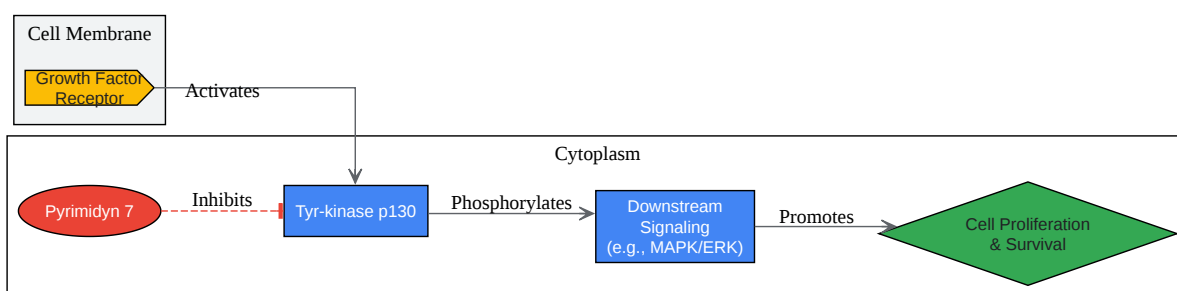 Cell Membrane
Growth Factor
Receptor
Activates
Cytoplasm
Pyrimidyn 7
Inhibits
Tyr-kinase p130
Phosphorylates
Downstream
Signaling
(e.g., MAPK/ERK)
Promotes
Cell Proliferation
& Survival